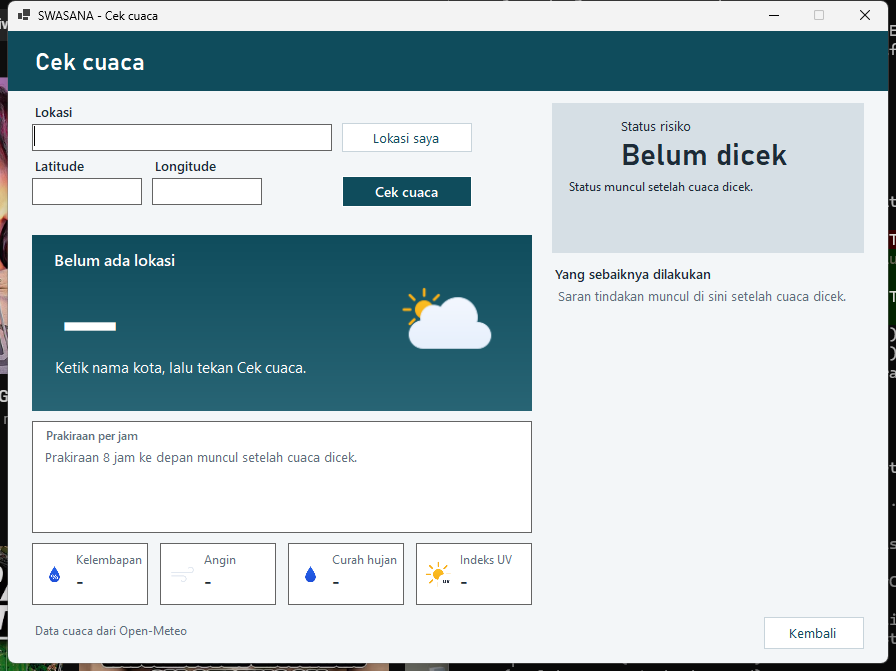 SWASANA - Cek cuaca
Cek cuaca
Lokasi
Lokasi saya
Latitude
Longitude
Cek cuaca
Belum ada lokasi
Ketik nama kota, lalu tekan Cek cuaca.
Prakiraan per jam
Prakiraan 8 jam ke depan muncul setelah cuaca dicek.
Kelembapan
-
Angin
-
Curah hujan
-
Indeks UV
-
Data cuaca dari Open-Meteo
Status risiko
Belum dicek
Status muncul setelah cuaca dicek.
Yang sebaiknya dilakukan
Saran tindakan muncul di sini setelah cuaca dicek.
Kembali